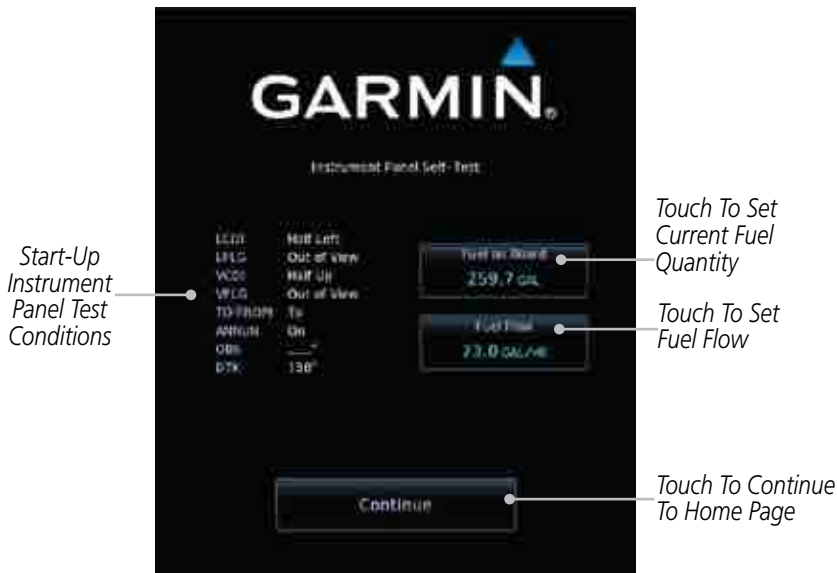 GARMIN®
Instrument Panel Self-Test
LCDI Half Left
LFLG Out of View
VCDI Half Up
VFLG Out of View
TO/FROM To
ANNUN On
OBS ___°
DTK 130°
Fuel on Board
259.7 GAL
Fuel Flow
23.0 GAL/HR
Continue
Start-Up
Instrument
Panel Test
Conditions
Touch To Set
Current Fuel
Quantity
Touch To Set
Fuel Flow
Touch To Continue
To Home Page